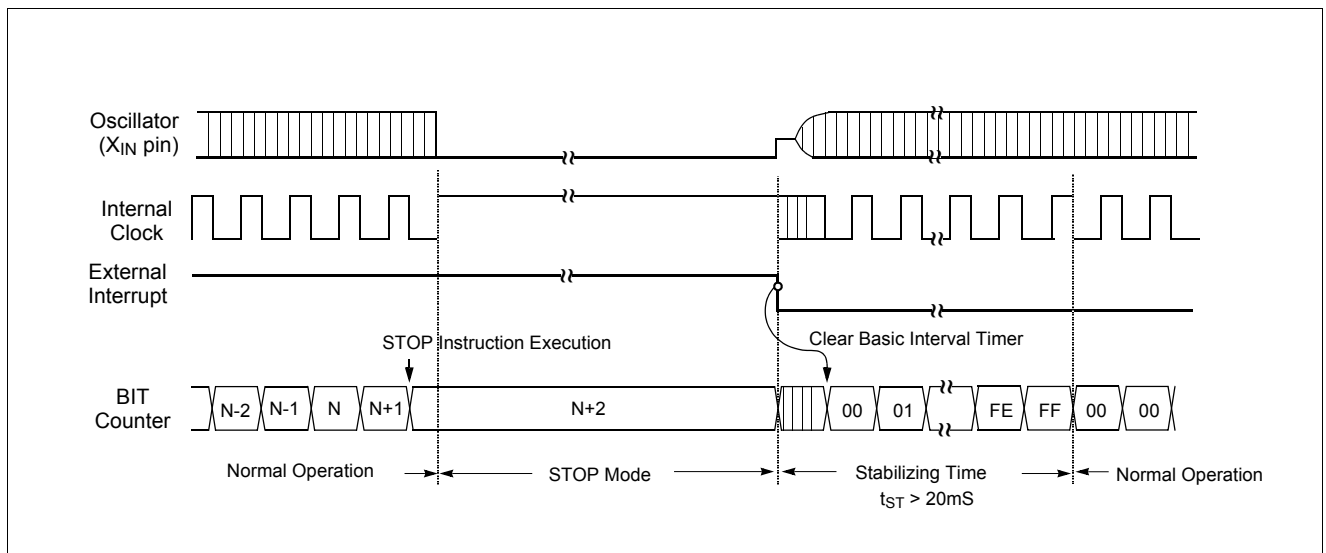 Oscillator
(XIN pin)
Internal
Clock
External
Interrupt
STOP Instruction Execution
Clear Basic Interval Timer
BIT
Counter
N-2 N-1 N N+1 N+2 00 01 FE FF 00 00
Normal Operation STOP Mode Stabilizing Time Normal Operation
tST > 20mS